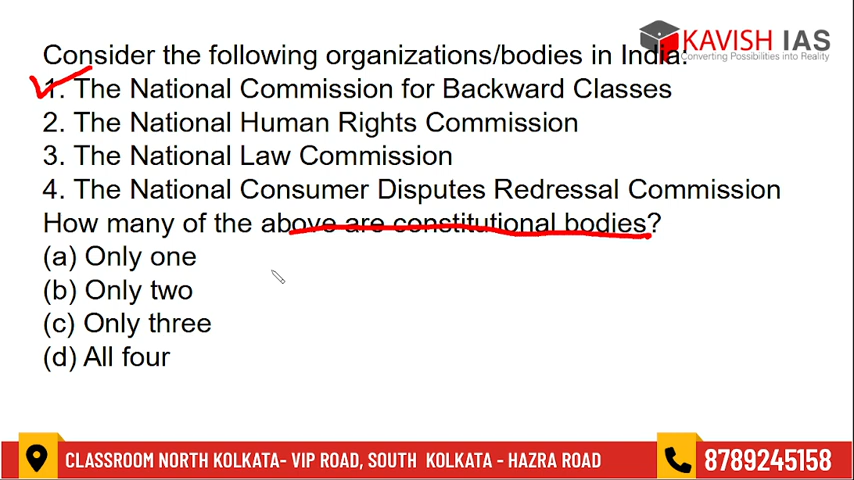 KAVISH IAS
Converting Possibilities into Reality
Consider the following organizations/bodies in India:
1. The National Commission for Backward Classes
2. The National Human Rights Commission
3. The National Law Commission
4. The National Consumer Disputes Redressal Commission
How many of the above are constitutional bodies?
(a) Only one
(b) Only two
(c) Only three
(d) All four
CLASSROOM NORTH KOLKATA- VIP ROAD, SOUTH KOLKATA - HAZRA ROAD
8789245158